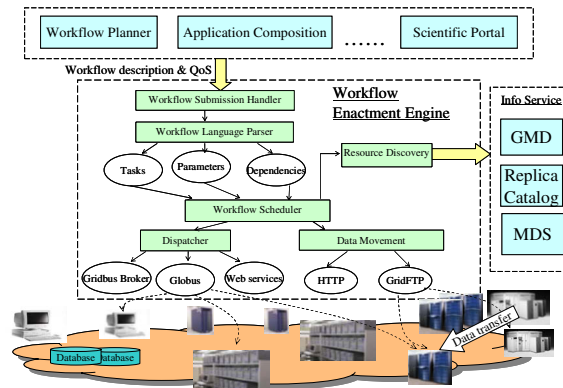 Workflow Planner
Application Composition
......
Scientific Portal
Workflow description & QoS
Workflow Submission Handler
Workflow
Enactment Engine
Info Service
Workflow Language Parser
GMD
Tasks
Parameters
Dependencies
Resource Discovery
Replica
Catalog
Workflow Scheduler
MDS
Dispatcher
Data Movement
Gridbus Broker
Globus
Web services
HTTP
GridFTP
Data transfer
Database
atabase